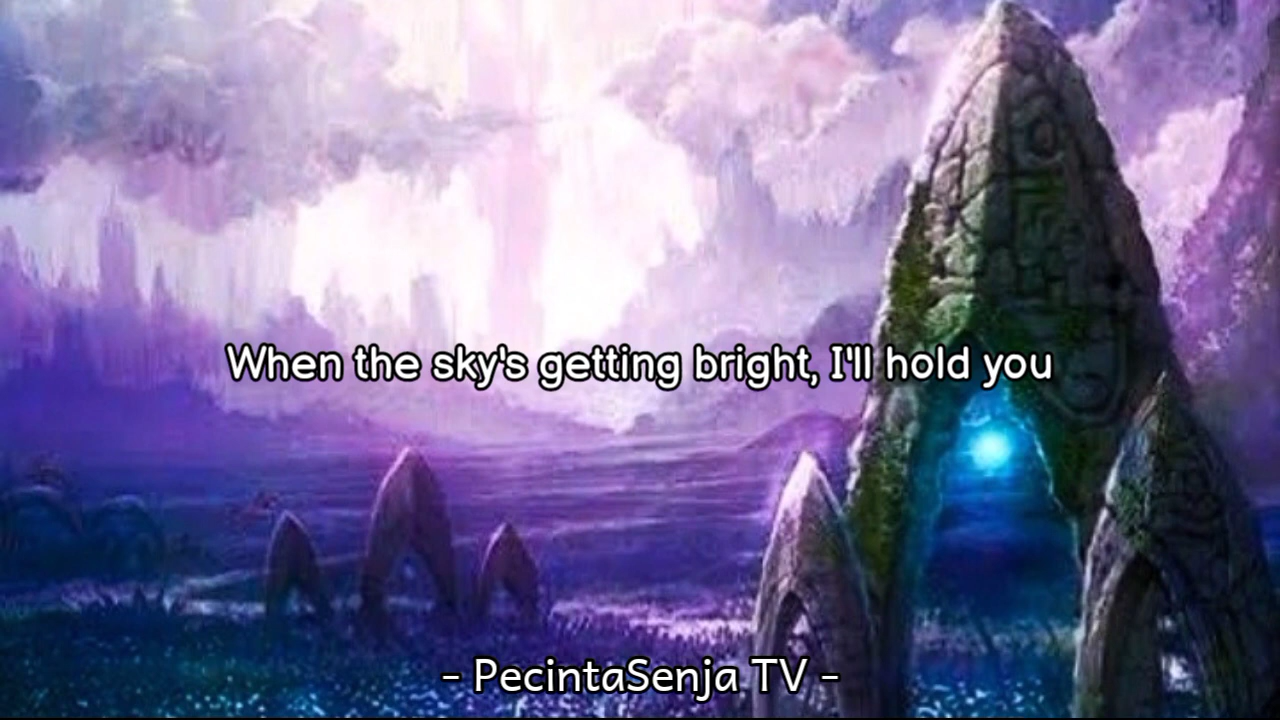 When the sky's getting bright, I'll hold you
- PecintaSenja TV -